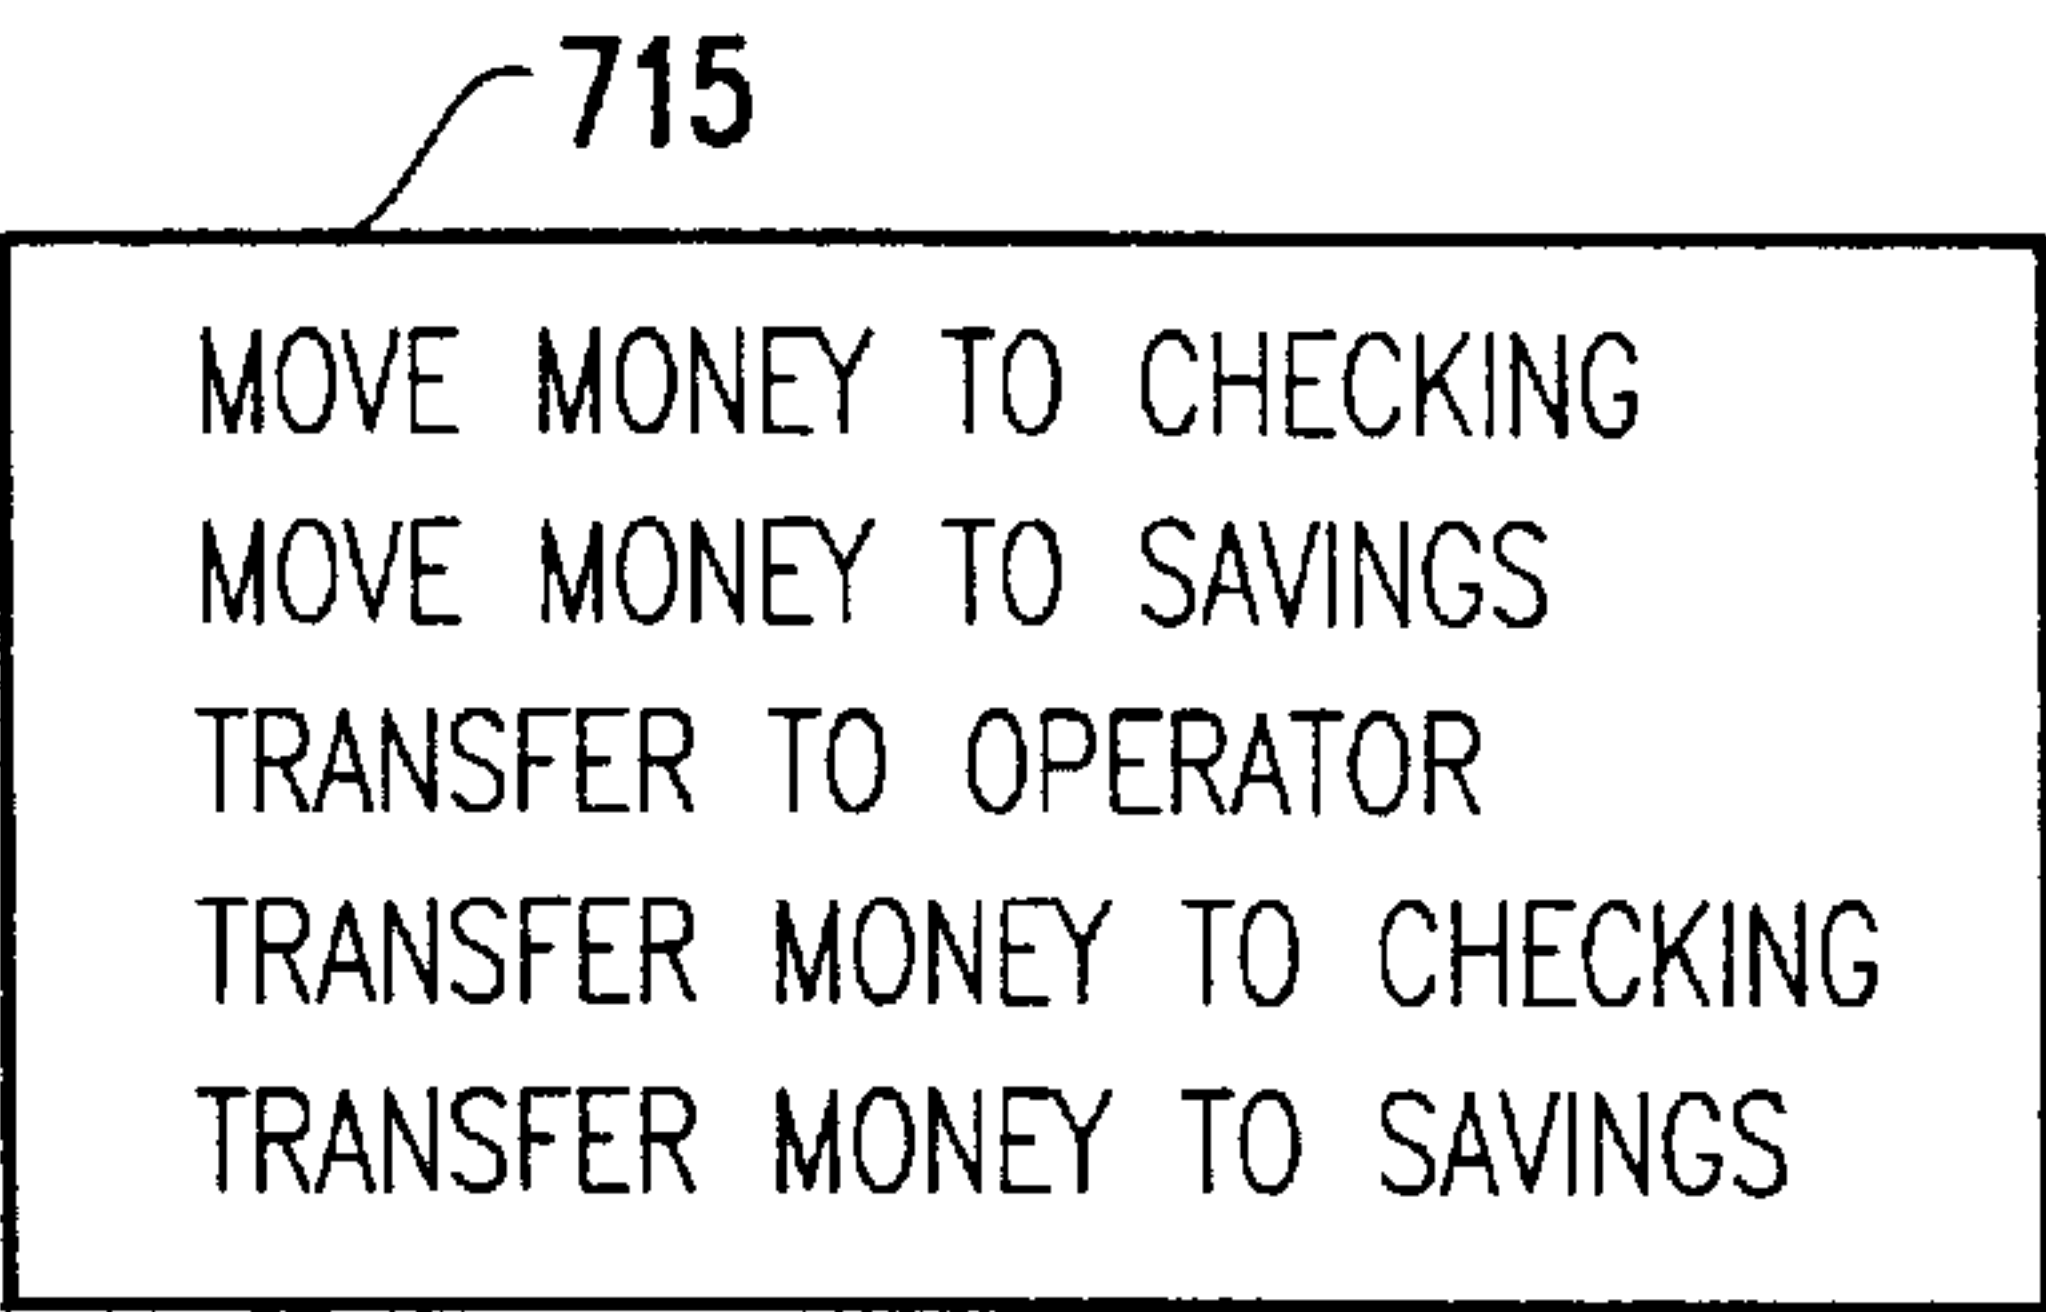 715
MOVE MONEY TO CHECKING
MOVE MONEY TO SAVINGS
TRANSFER TO OPERATOR
TRANSFER MONEY TO CHECKING
TRANSFER MONEY TO SAVINGS